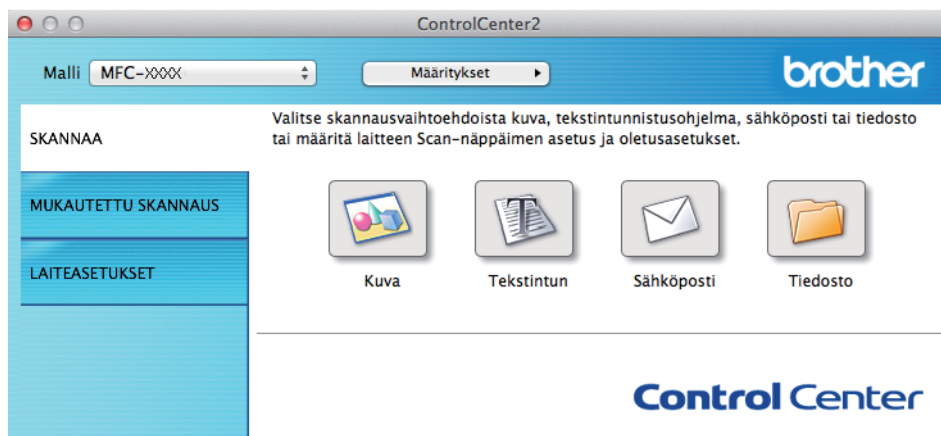 ControlCenter2
Malli MFC-XXXX Määritykset brother
SKANNAA
MUKAUTETTU SKANNAUS
LAITEASETUKSET
Valitse skannausvaihtoehdoista kuva, tekstintunnistusohjelma, sähköposti tai tiedosto
tai määritä laitteen Scan-näppäimen asetus ja oletusasetukset.
Kuva Tekstintun Sähköposti Tiedosto
Control Center